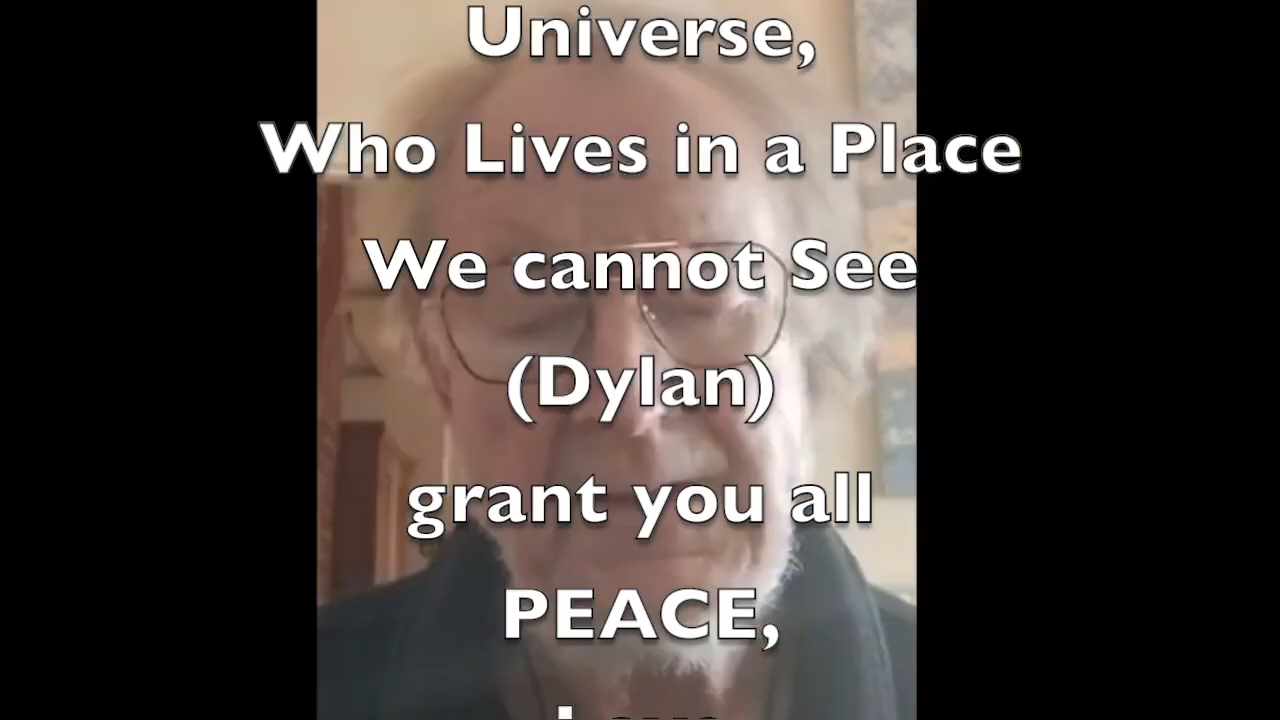 Universe,
Who Lives in a Place
We cannot See
(Dylan)
grant you all
PEACE,